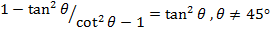 1 − tan² θ / cot² θ − 1 = tan² θ , θ ≠ 45°